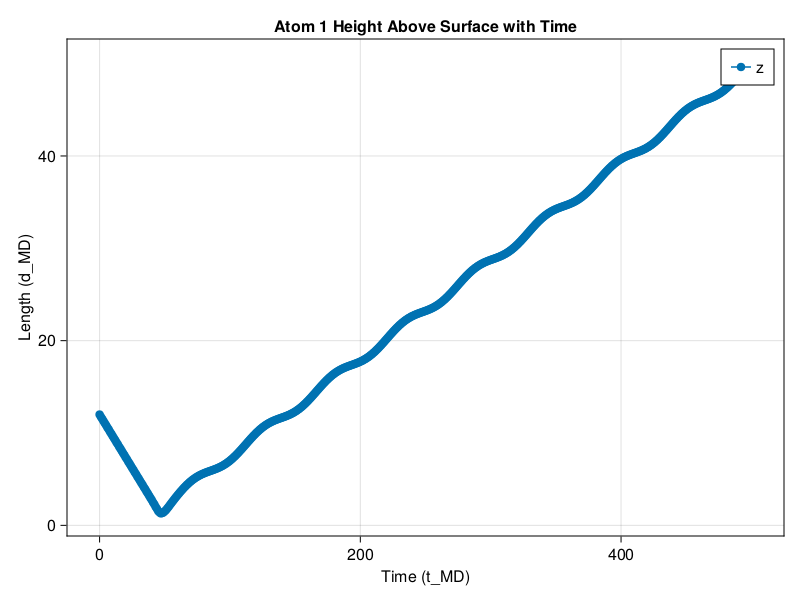 Atom 1 Height Above Surface with Time
z
40
20
0
Length (d_MD)
0 200 400
Time (t_MD)